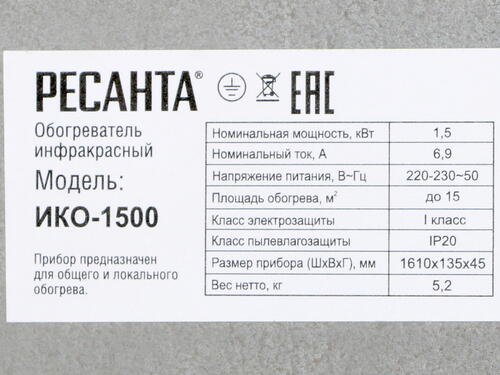 РЕСАНТА® EAC
Обогреватель
инфракрасный
Модель:
ИКО-1500
Прибор предназначен
для общего и локального
обогрева.
Номинальная мощность, кВт 1,5
Номинальный ток, А 6,9
Напряжение питания, В~Гц 220-230~50
Площадь обогрева, м² до 15
Класс электрозащиты I класс
Класс пылевлагозащиты IP20
Размер прибора (ШхВхГ), мм 1610х135х45
Вес нетто, кг 5,2